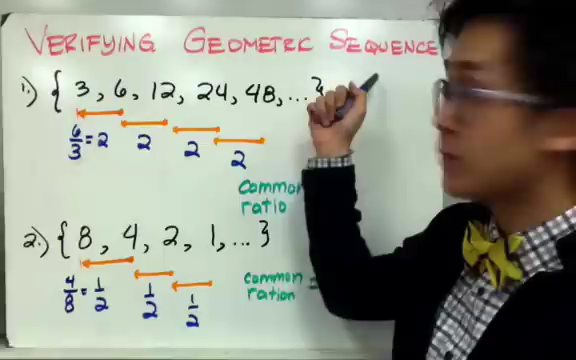 VERIFYING GEOMETRIC SEQUENCE
1.) { 3, 6, 12, 24, 48, ... }
6/3 = 2 2 2 2
common
ratio
2.) { 8, 4, 2, 1, ... }
4/8 = 1/2 1/2 1/2
common
ration =